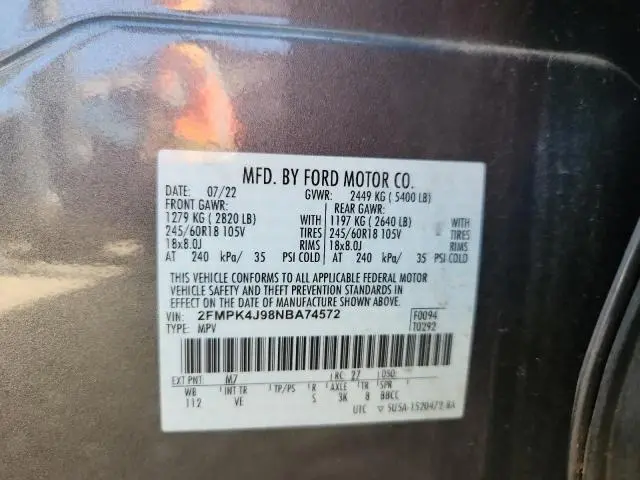 MFD. BY FORD MOTOR CO.
DATE: 07/22 GVWR: 2449 KG ( 5400 LB)
FRONT GAWR: REAR GAWR:
1279 KG ( 2820 LB) WITH 1197 KG ( 2640 LB) WITH
245/60R18 105V TIRES 245/60R18 105V TIRES
18x8.0J RIMS 18x8.0J RIMS
AT 240 kPa/ 35 PSI COLD AT 240 kPa/ 35 PSI COLD
THIS VEHICLE CONFORMS TO ALL APPLICABLE FEDERAL MOTOR
VEHICLE SAFETY AND THEFT PREVENTION STANDARDS IN
EFFECT ON THE DATE OF MANUFACTURE SHOWN ABOVE.
VIN: 2FMPK4J98NBA74572 F0094
TYPE: MPV T0292
EXT PNT: M7 RC: 27 DSO:
WB INT TR TP/PS R AXLE TR SPR
112 VE S 3K 8 BBCC
UTC